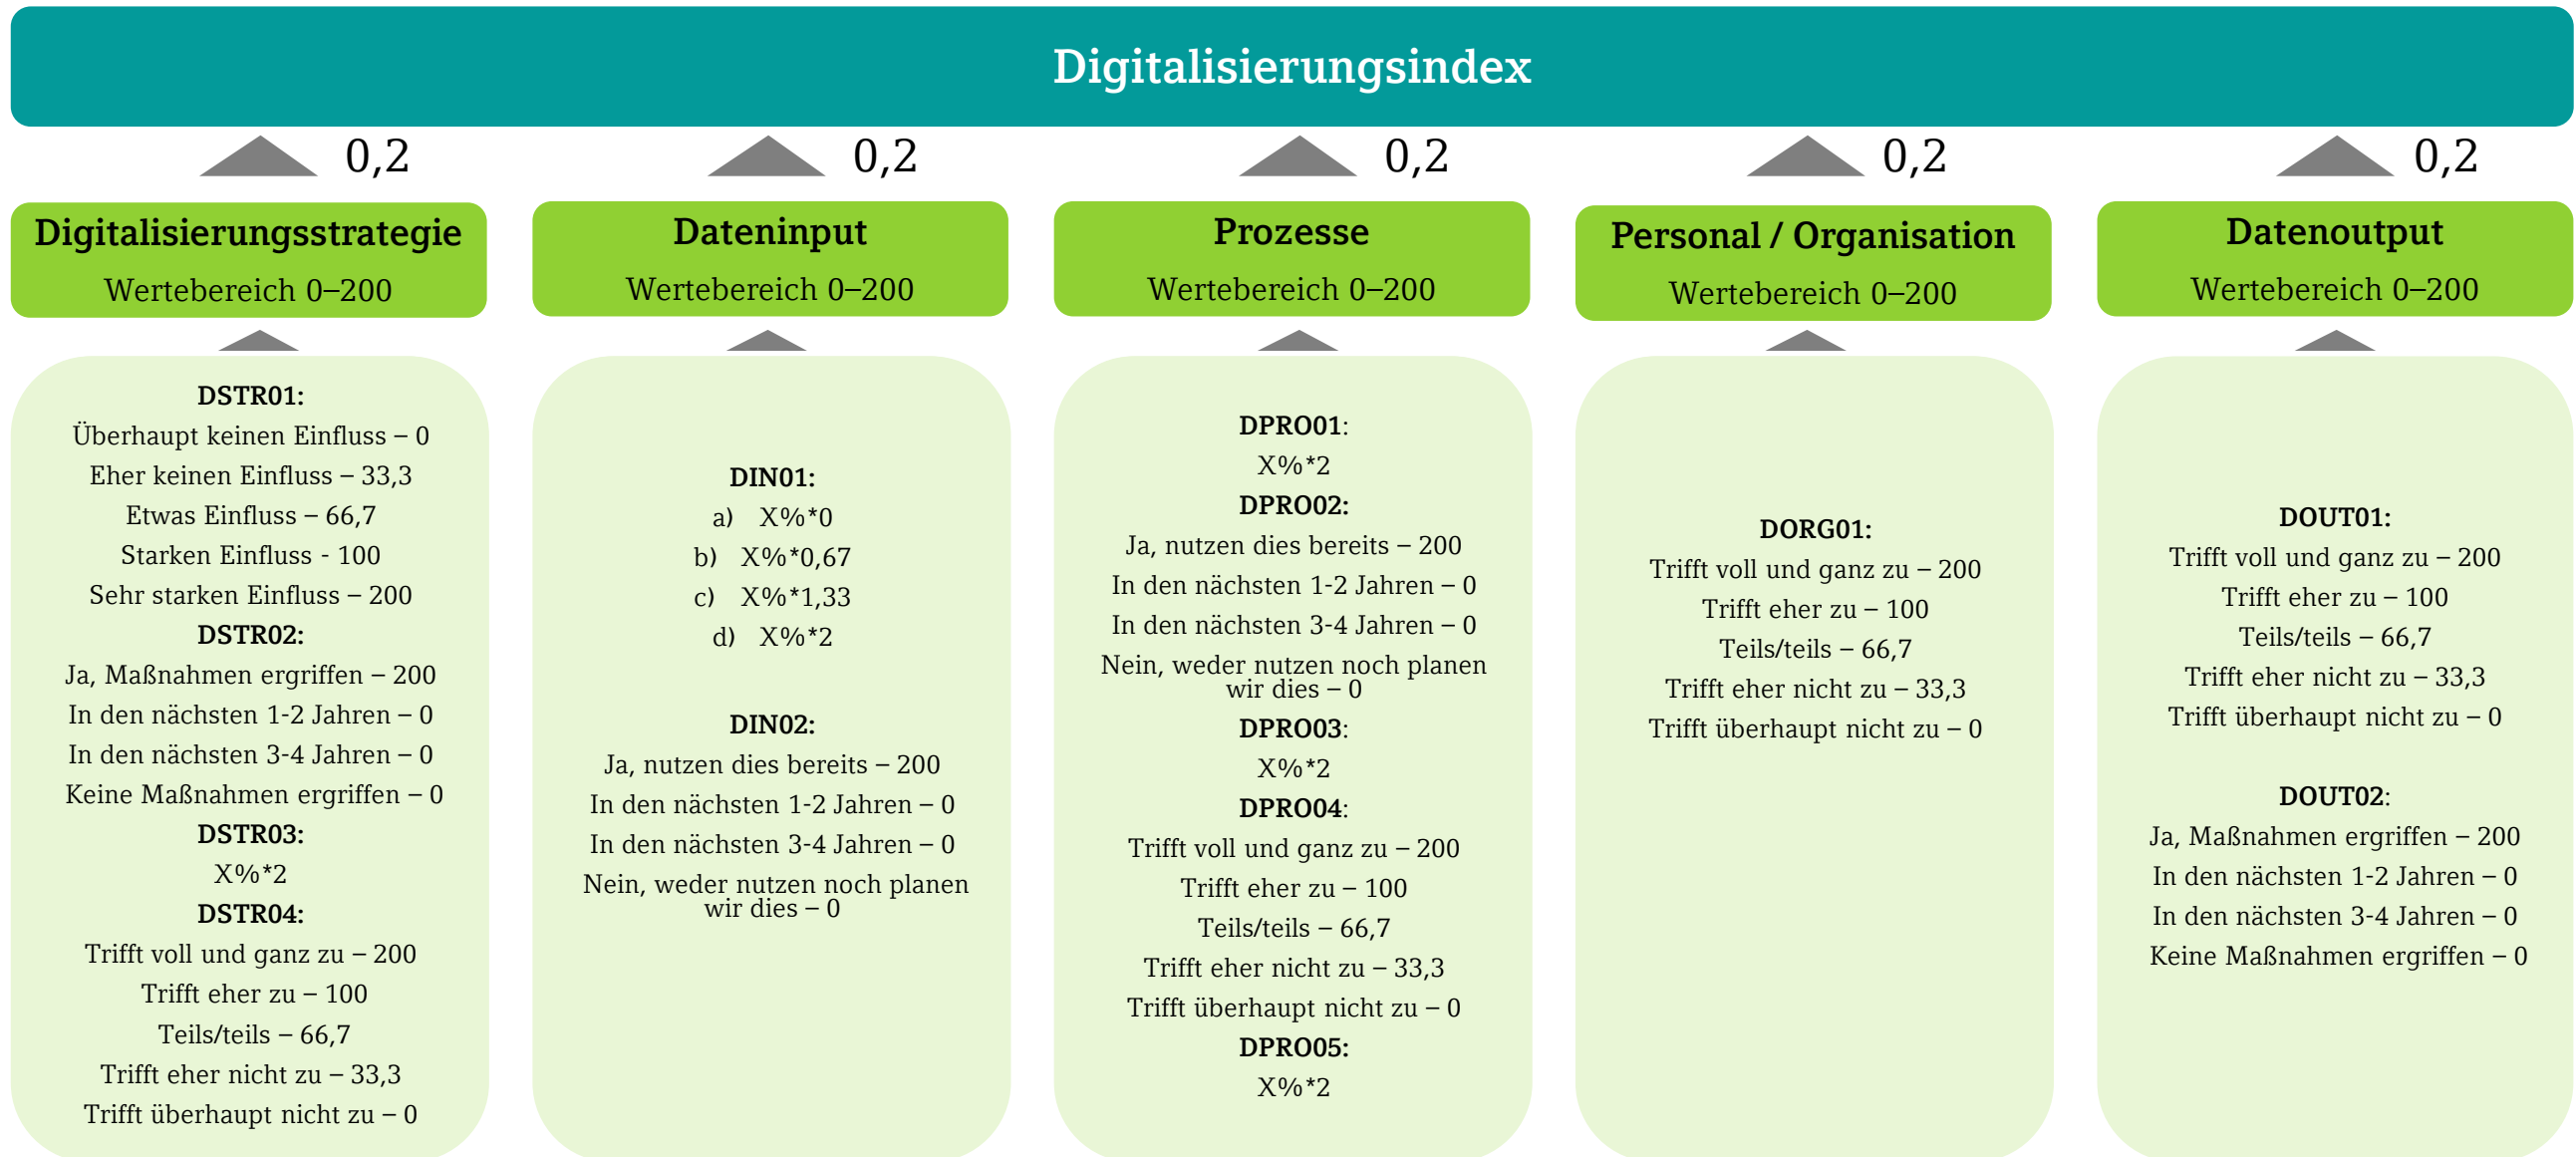 Digitalisierungsindex
0,2
0,2
0,2
0,2
0,2
Digitalisierungsstrategie
Wertebereich 0–200
DSTR01:
Überhaupt keinen Einfluss – 0
Eher keinen Einfluss – 33,3
Etwas Einfluss – 66,7
Starken Einfluss - 100
Sehr starken Einfluss – 200
DSTR02:
Ja, Maßnahmen ergriffen – 200
In den nächsten 1-2 Jahren – 0
In den nächsten 3-4 Jahren – 0
Keine Maßnahmen ergriffen – 0
DSTR03:
X%*2
DSTR04:
Trifft voll und ganz zu – 200
Trifft eher zu – 100
Teils/teils – 66,7
Trifft eher nicht zu – 33,3
Trifft überhaupt nicht zu – 0
Dateninput
Wertebereich 0–200
DIN01:
a) X%*0
b) X%*0,67
c) X%*1,33
d) X%*2
DIN02:
Ja, nutzen dies bereits – 200
In den nächsten 1-2 Jahren – 0
In den nächsten 3-4 Jahren – 0
Nein, weder nutzen noch planen
wir dies – 0
Prozesse
Wertebereich 0–200
DPRO01:
X%*2
DPRO02:
Ja, nutzen dies bereits – 200
In den nächsten 1-2 Jahren – 0
In den nächsten 3-4 Jahren – 0
Nein, weder nutzen noch planen
wir dies – 0
DPRO03:
X%*2
DPRO04:
Trifft voll und ganz zu – 200
Trifft eher zu – 100
Teils/teils – 66,7
Trifft eher nicht zu – 33,3
Trifft überhaupt nicht zu – 0
DPRO05:
X%*2
Personal / Organisation
Wertebereich 0–200
DORG01:
Trifft voll und ganz zu – 200
Trifft eher zu – 100
Teils/teils – 66,7
Trifft eher nicht zu – 33,3
Trifft überhaupt nicht zu – 0
Datenoutput
Wertebereich 0–200
DOUT01:
Trifft voll und ganz zu – 200
Trifft eher zu – 100
Teils/teils – 66,7
Trifft eher nicht zu – 33,3
Trifft überhaupt nicht zu – 0
DOUT02:
Ja, Maßnahmen ergriffen – 200
In den nächsten 1-2 Jahren – 0
In den nächsten 3-4 Jahren – 0
Keine Maßnahmen ergriffen – 0